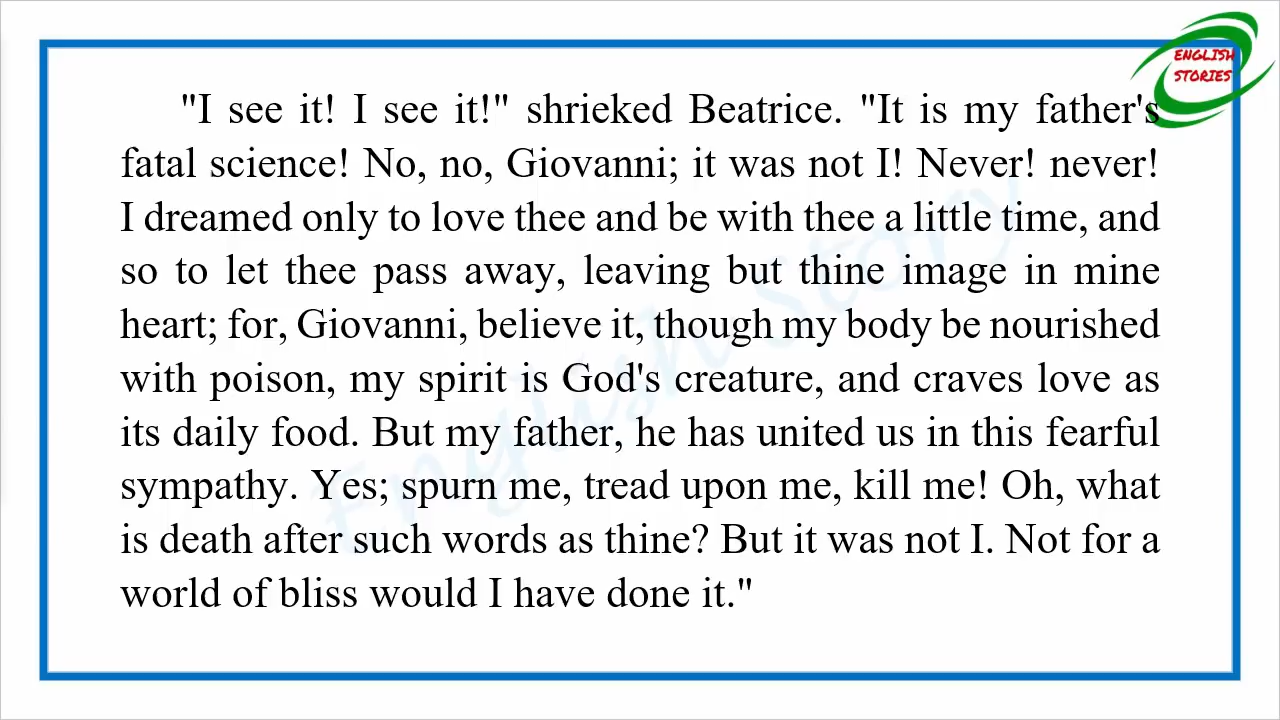 ENGLISH
STORIES
"I see it! I see it!" shrieked Beatrice. "It is my father's
fatal science! No, no, Giovanni; it was not I! Never! never!
I dreamed only to love thee and be with thee a little time, and
so to let thee pass away, leaving but thine image in mine
heart; for, Giovanni, believe it, though my body be nourished
with poison, my spirit is God's creature, and craves love as
its daily food. But my father, he has united us in this fearful
sympathy. Yes; spurn me, tread upon me, kill me! Oh, what
is death after such words as thine? But it was not I. Not for a
world of bliss would I have done it."
English Story